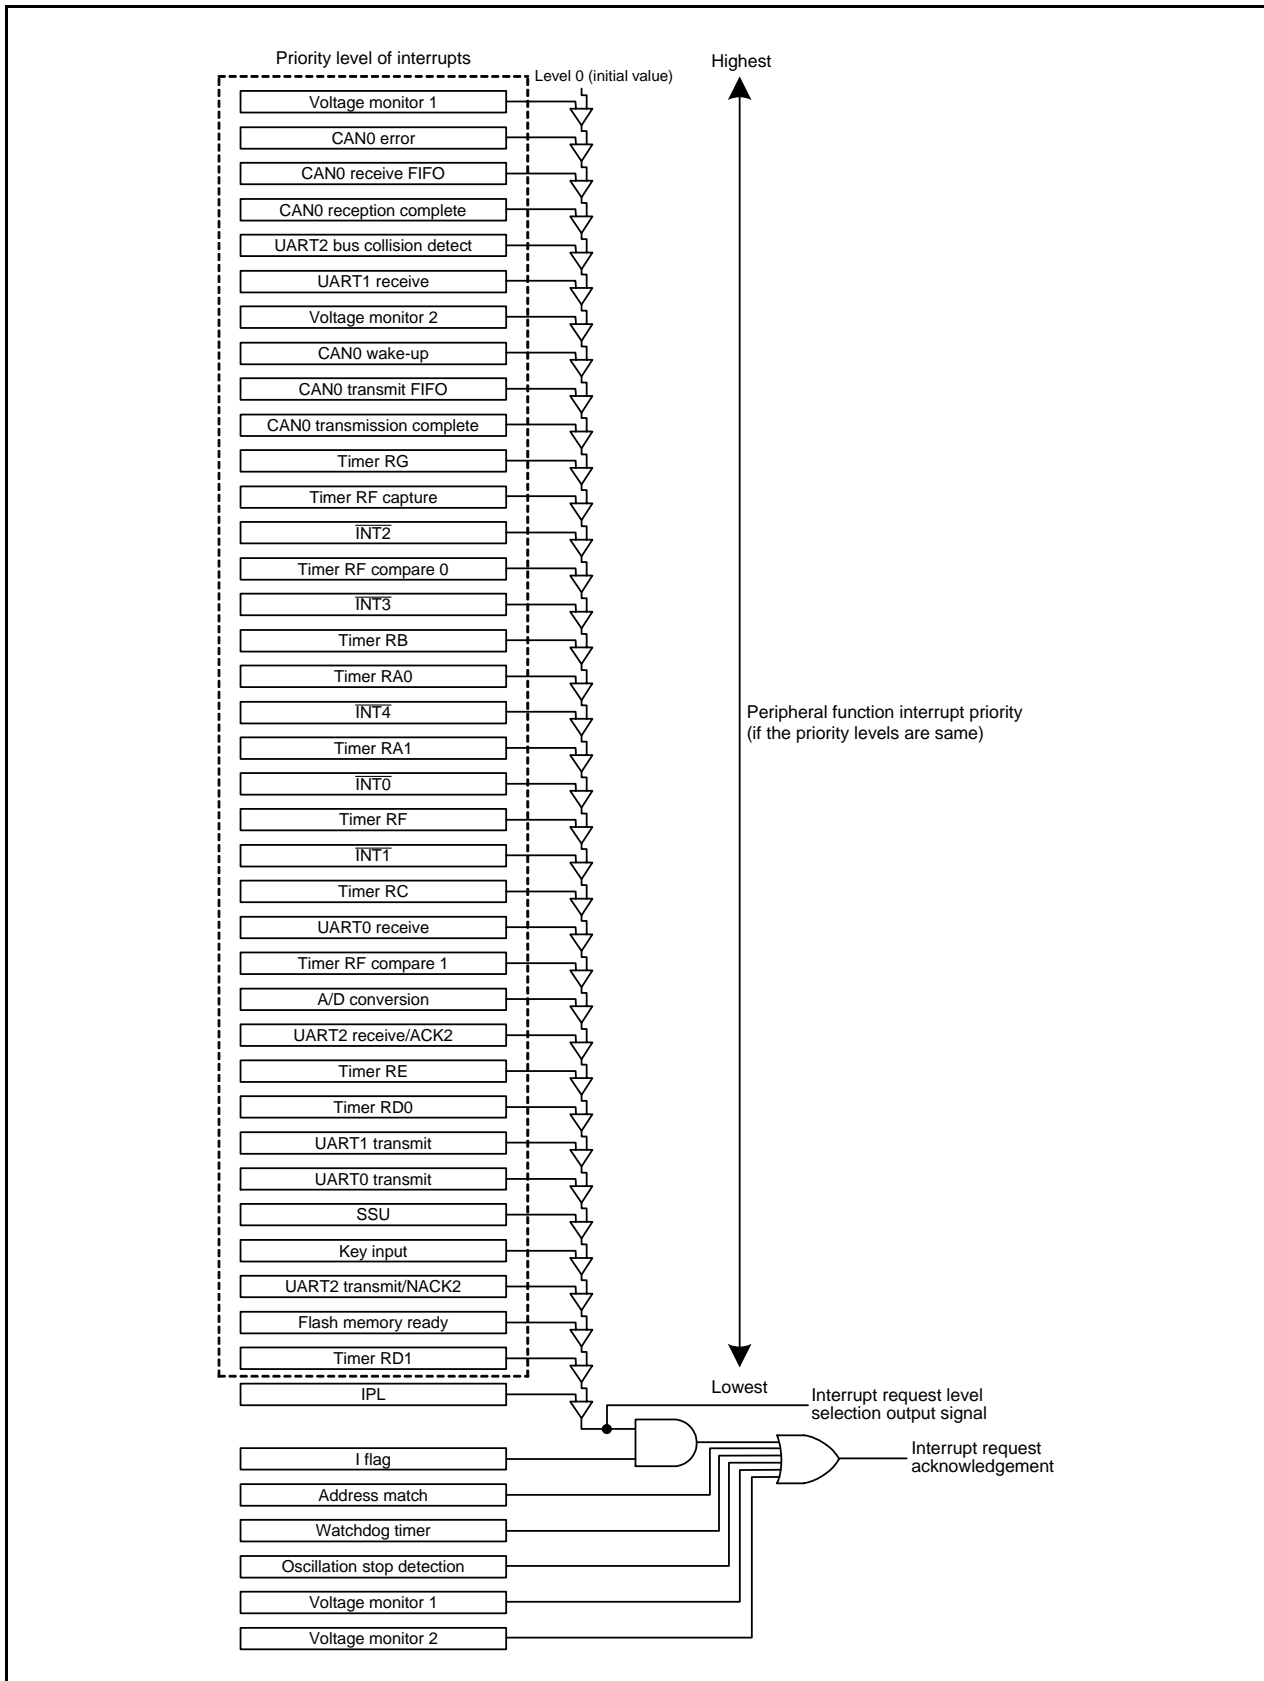 Priority level of interrupts
Level 0 (initial value)
Highest
Voltage monitor 1
CAN0 error
CAN0 receive FIFO
CAN0 reception complete
UART2 bus collision detect
UART1 receive
Voltage monitor 2
CAN0 wake-up
CAN0 transmit FIFO
CAN0 transmission complete
Timer RG
Timer RF capture
INT2
Timer RF compare 0
INT3
Timer RB
Timer RA0
INT4
Peripheral function interrupt priority
(if the priority levels are same)
Timer RA1
INT0
Timer RF
INT1
Timer RC
UART0 receive
Timer RF compare 1
A/D conversion
UART2 receive/ACK2
Timer RE
Timer RD0
UART1 transmit
UART0 transmit
SSU
Key input
UART2 transmit/NACK2
Flash memory ready
Timer RD1
Lowest
IPL
Interrupt request level
selection output signal
Interrupt request
acknowledgement
I flag
Address match
Watchdog timer
Oscillation stop detection
Voltage monitor 1
Voltage monitor 2